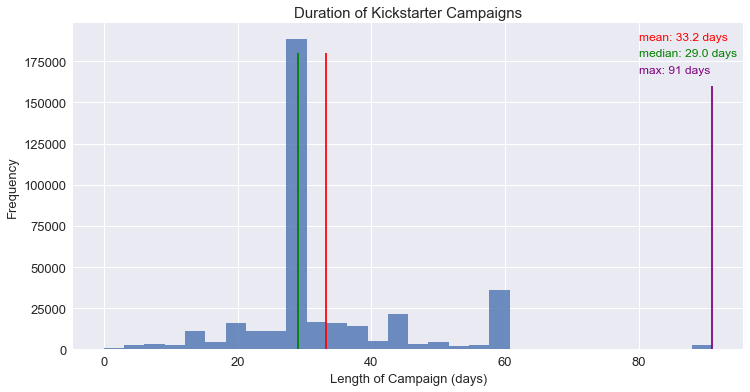 Duration of Kickstarter Campaigns
mean: 33.2 days
median: 29.0 days
max: 91 days
175000
150000
125000
100000
75000
50000
25000
0
Frequency
0 20 40 60 80
Length of Campaign (days)